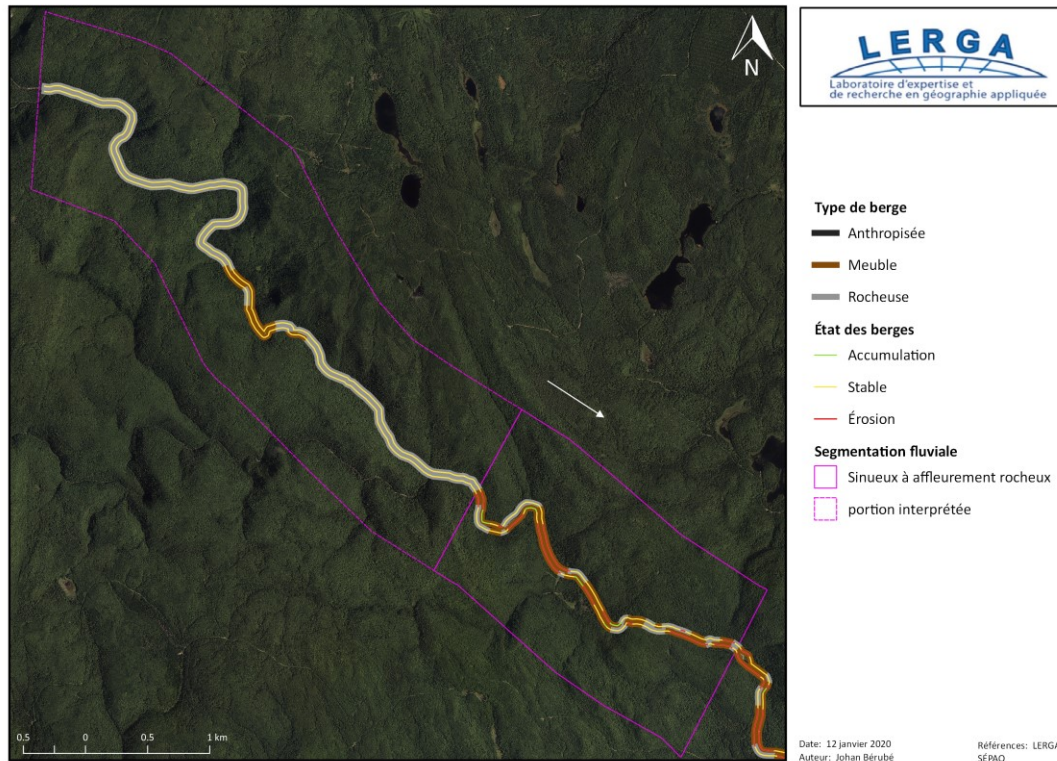 N
0.5 0 0.5 1 km
LERGA
Laboratoire d'expertise et
de recherche en géographie appliquée
Type de berge
Anthropisée
Meuble
Rocheuse
État des berges
Accumulation
Stable
Érosion
Segmentation fluviale
Sinueux à affleurement rocheux
portion interprétée
Date: 12 janvier 2020
Auteur: Johan Bérubé
Références: LERGA
SÉPAQ